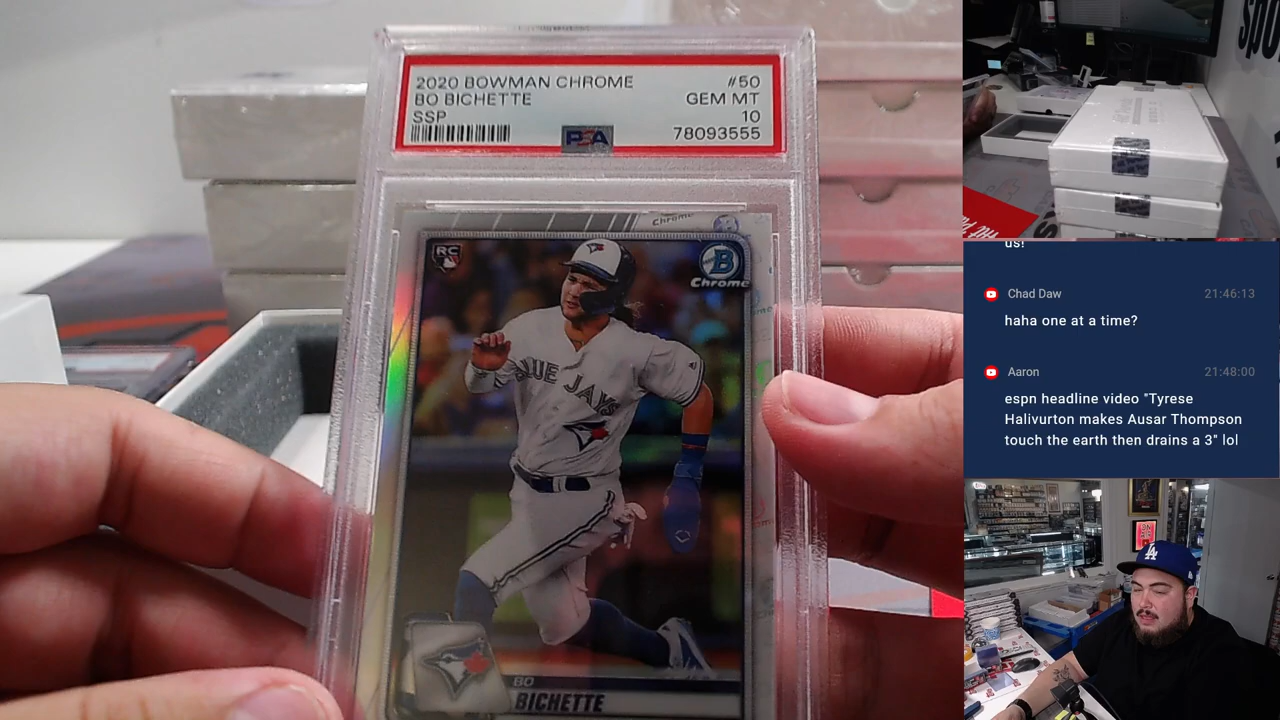 2020 BOWMAN CHROME #50
BO BICHETTE GEM MT
SSP 10
PSA 78093555
Chrome
RC
B
Chrome
BLUE JAYS
BO
BICHETTE
us!
Chad Daw 21:46:13
haha one at a time?
Aaron 21:48:00
espn headline video "Tyrese
Halivurton makes Ausar Thompson
touch the earth then drains a 3" lol
LA